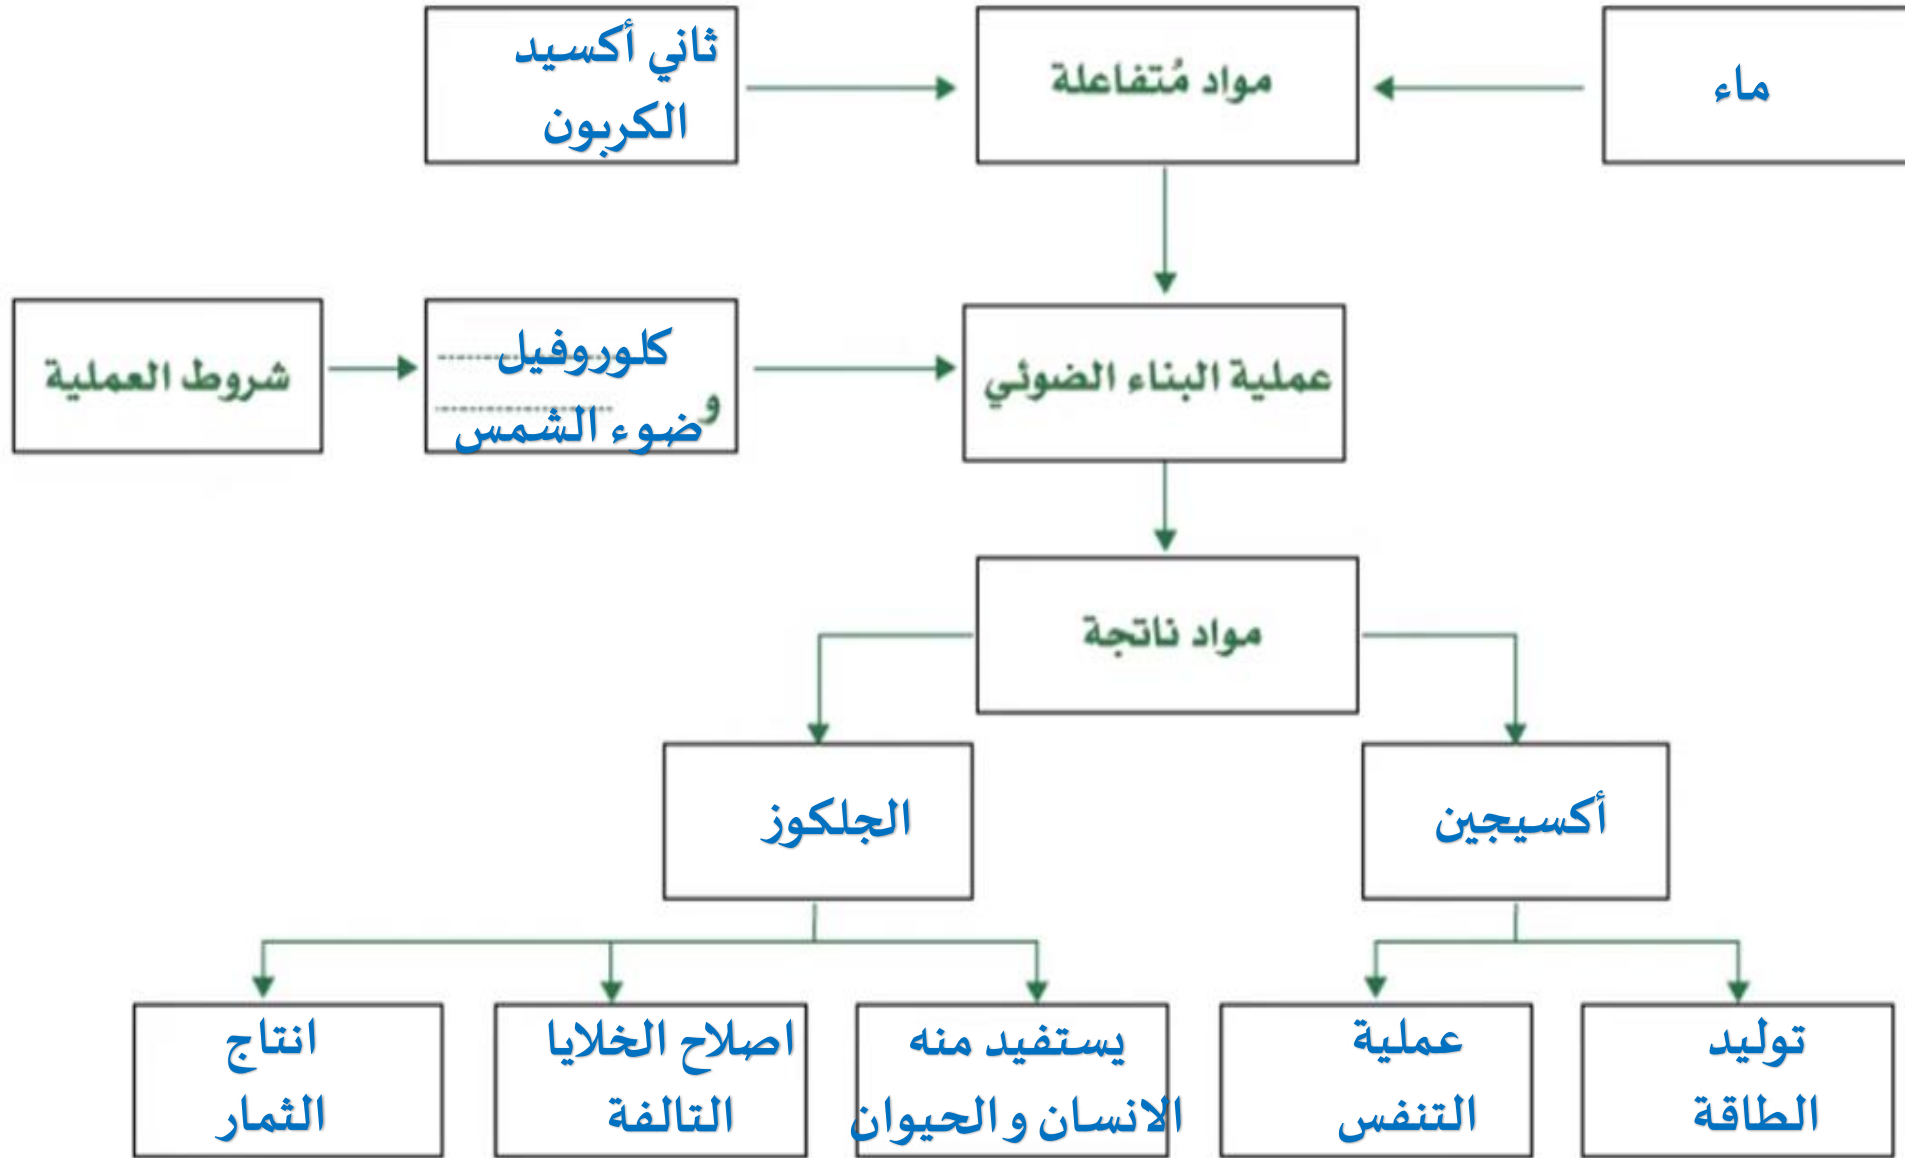 ماء
مواد مُتفاعلة
ثاني أكسيد
الكربون
عملية البناء الضوئي
كلوروفيل
و
ضوء الشمس
شروط العملية
مواد ناتجة
أكسيجين
الجلكوز
توليد
الطاقة
عملية
التنفس
يستفيد منه
الانسان و الحيوان
اصلاح الخلايا
التالفة
انتاج
الثمار